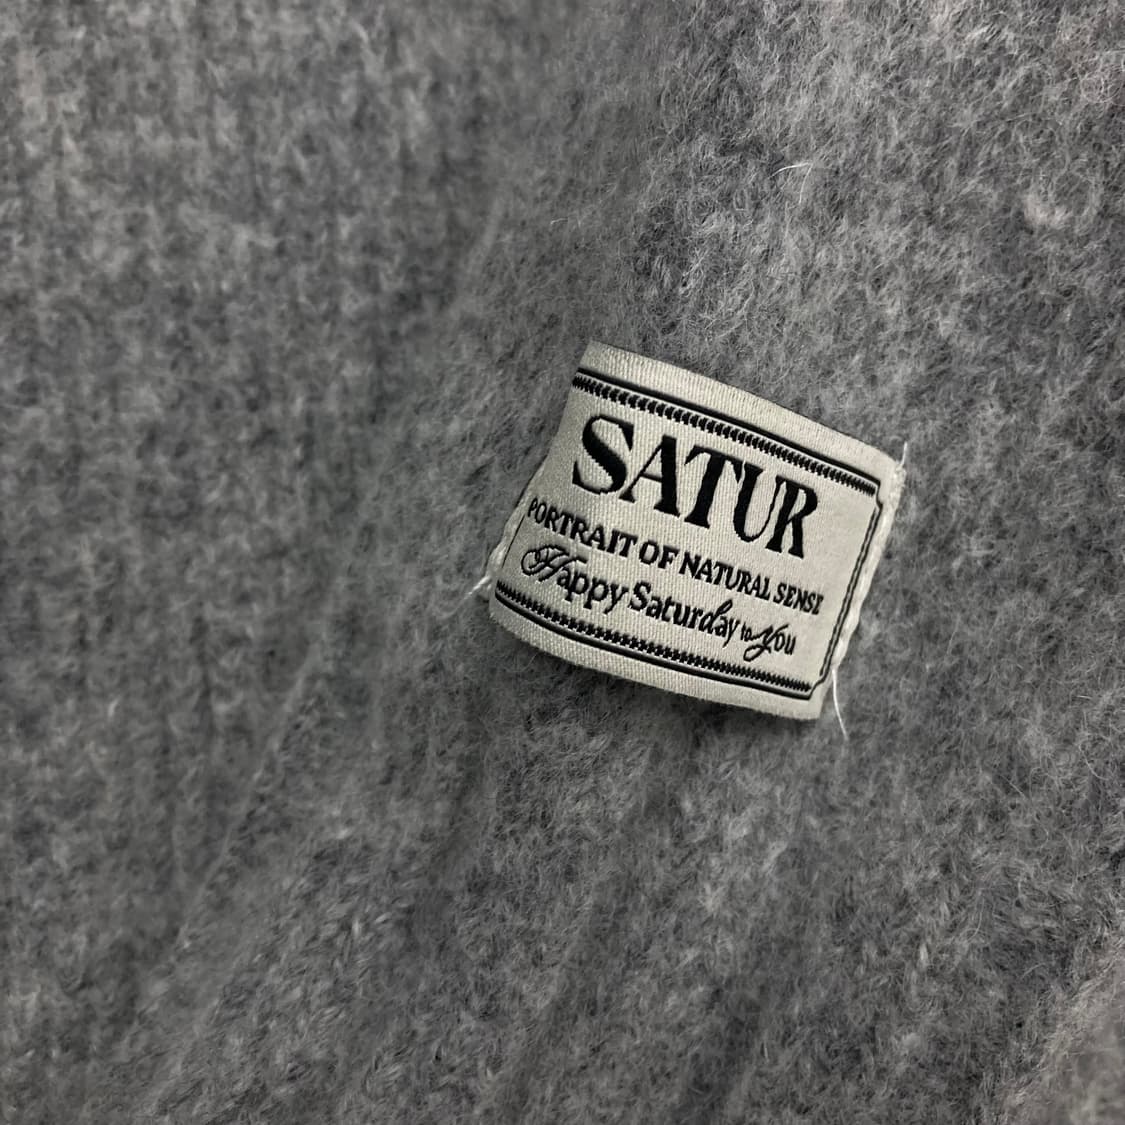 SATUR
PORTRAIT OF NATURAL SENSE
Happy Saturday to you